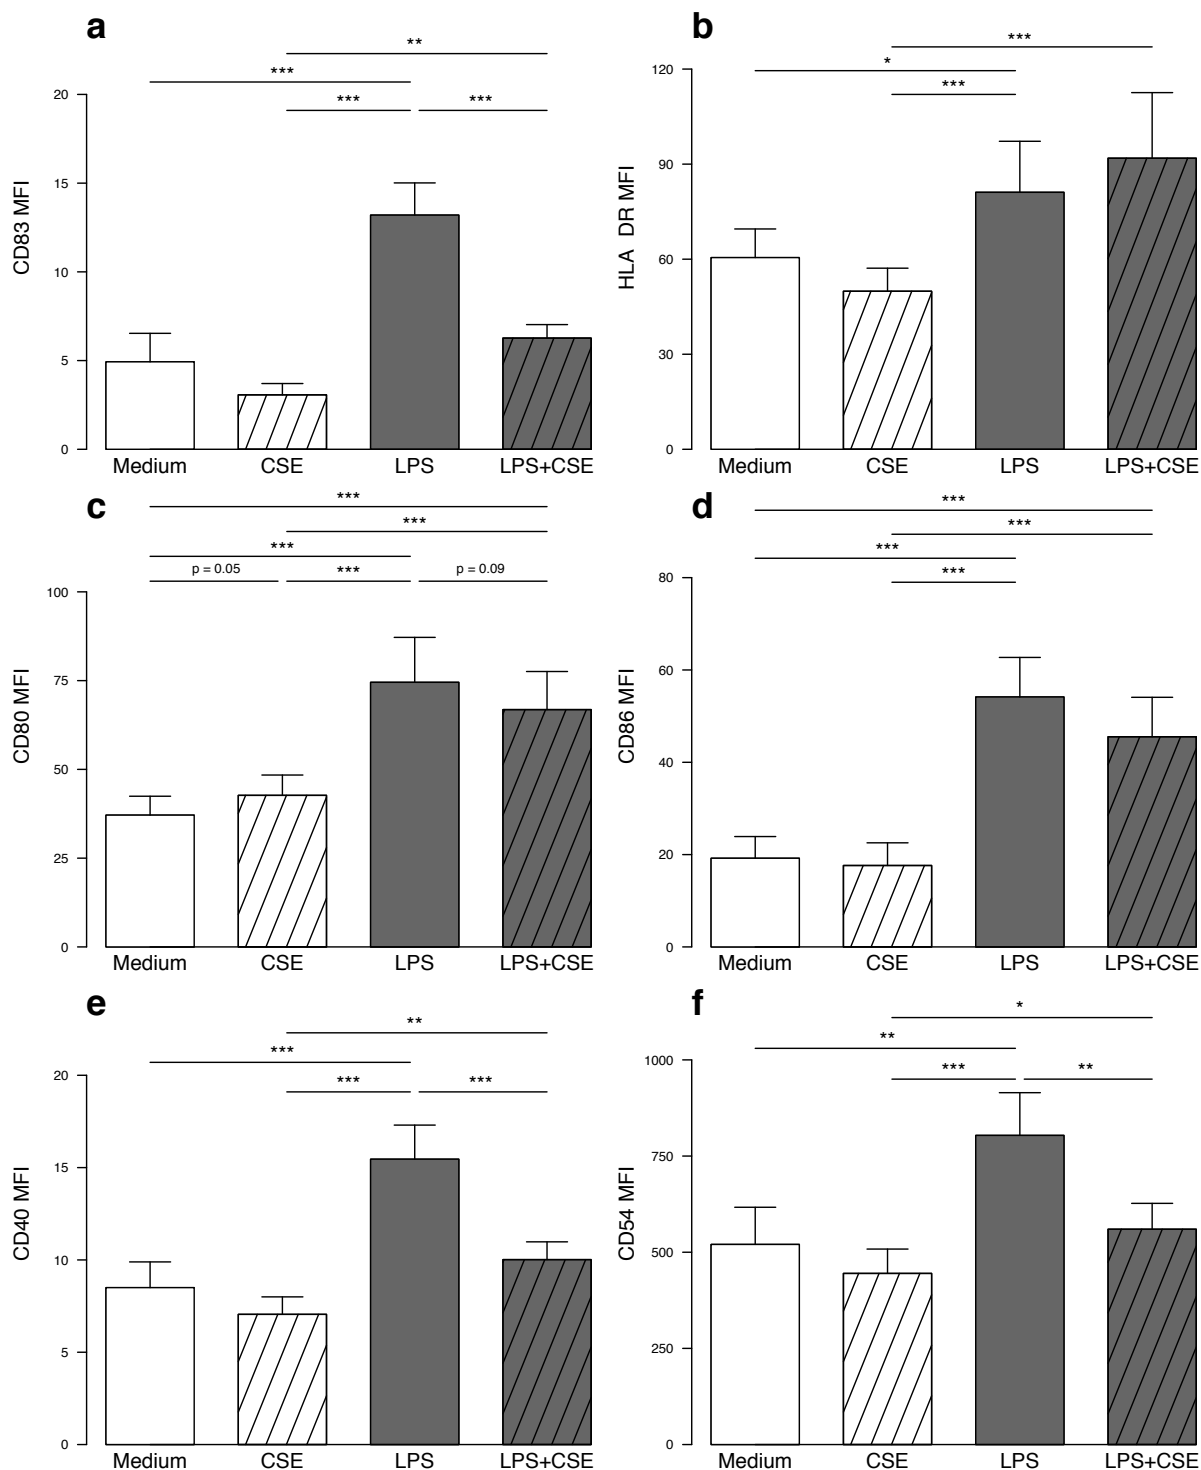 a
**
***
***
***
20
15
10
5
0
CD83 MFI
Medium
CSE
LPS
LPS+CSE
b
***
*
***
120
90
60
30
0
HLA DR MFI
Medium
CSE
LPS
LPS+CSE
c
***
***
***
p = 0.05
***
p = 0.09
100
75
50
25
0
CD80 MFI
Medium
CSE
LPS
LPS+CSE
d
***
***
***
***
80
60
40
20
0
CD86 MFI
Medium
CSE
LPS
LPS+CSE
e
**
***
***
***
20
15
10
5
0
CD40 MFI
Medium
CSE
LPS
LPS+CSE
f
*
**
***
**
1000
750
500
250
0
CD54 MFI
Medium
CSE
LPS
LPS+CSE